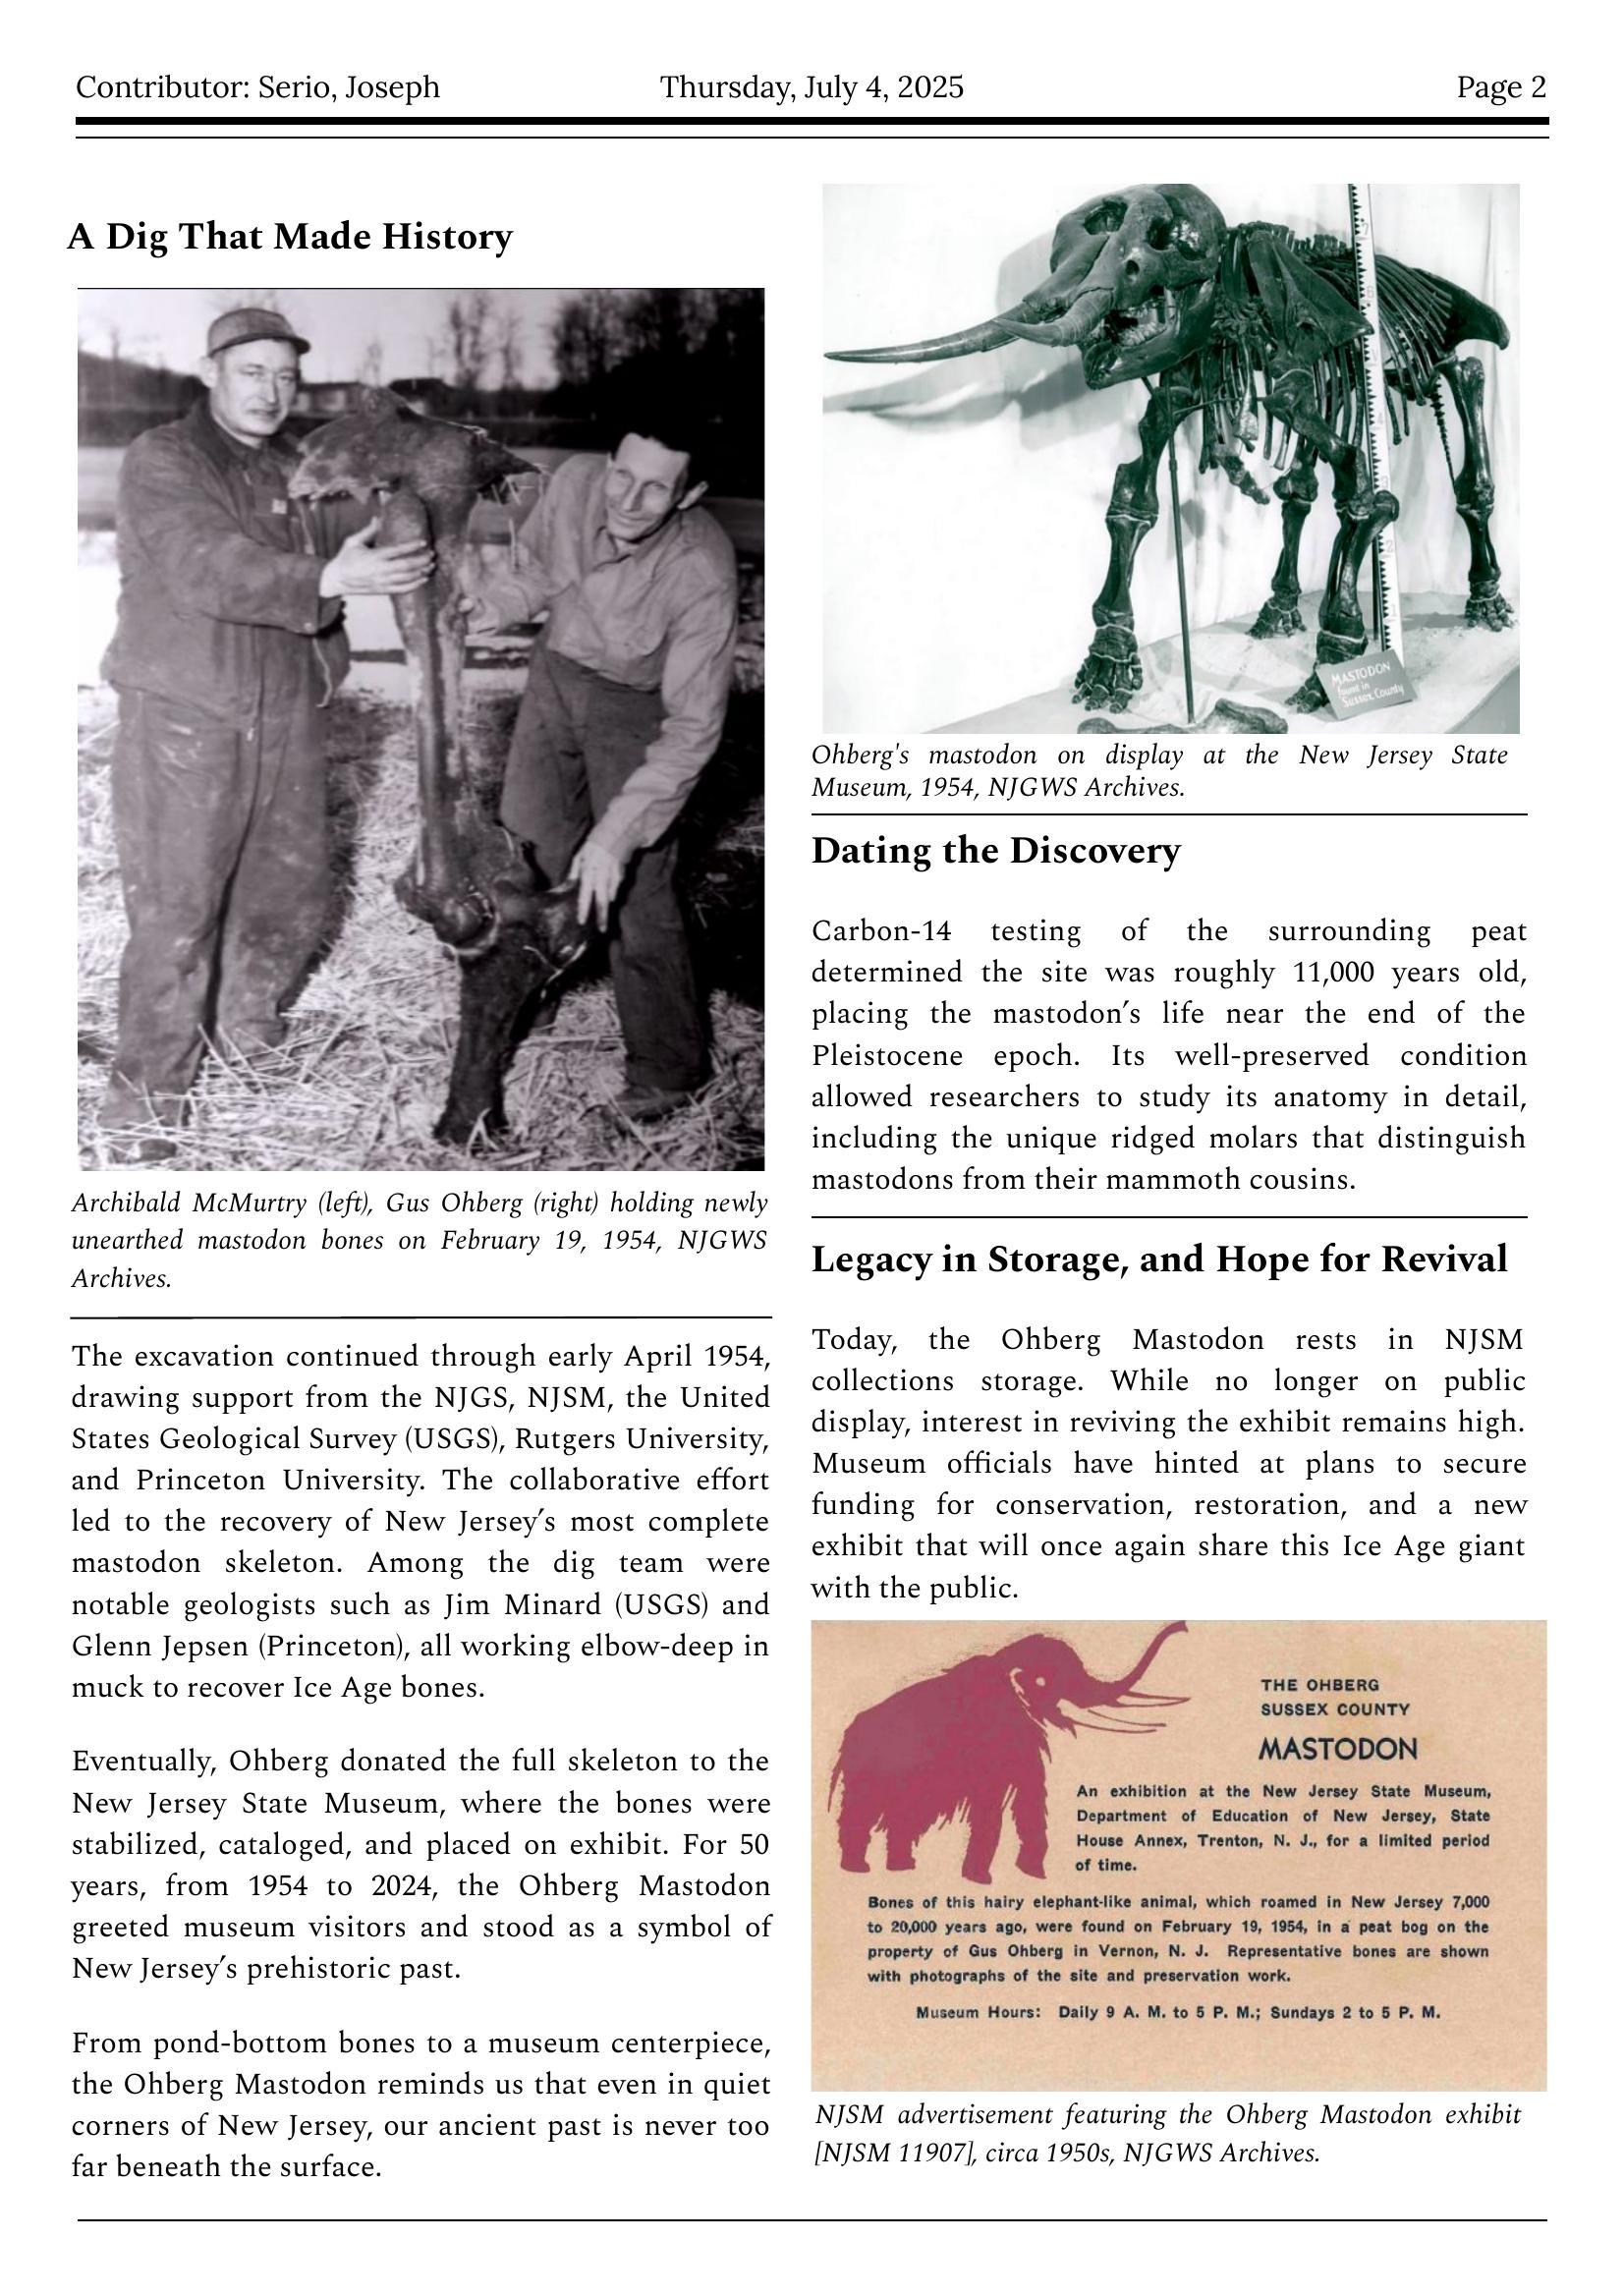 Contributor: Serio, Joseph
Thursday, July 4, 2025
Page 2
A Dig That Made History
Archibald McMurtry (left), Gus Ohberg (right) holding newly
unearthed mastodon bones on February 19, 1954, NJGWS
Archives.
The excavation continued through early April 1954,
drawing support from the NJGS, NJSM, the United
States Geological Survey (USGS), Rutgers University,
and Princeton University. The collaborative effort
led to the recovery of New Jersey’s most complete
mastodon skeleton. Among the dig team were
notable geologists such as Jim Minard (USGS) and
Glenn Jepsen (Princeton), all working elbow-deep in
muck to recover Ice Age bones.
Eventually, Ohberg donated the full skeleton to the
New Jersey State Museum, where the bones were
stabilized, cataloged, and placed on exhibit. For 50
years, from 1954 to 2024, the Ohberg Mastodon
greeted museum visitors and stood as a symbol of
New Jersey’s prehistoric past.
From pond-bottom bones to a museum centerpiece,
the Ohberg Mastodon reminds us that even in quiet
corners of New Jersey, our ancient past is never too
far beneath the surface.
MASTODON
found in
Sussex County
Ohberg's mastodon on display at the New Jersey State
Museum, 1954, NJGWS Archives.
Dating the Discovery
Carbon-14 testing of the surrounding peat
determined the site was roughly 11,000 years old,
placing the mastodon’s life near the end of the
Pleistocene epoch. Its well-preserved condition
allowed researchers to study its anatomy in detail,
including the unique ridged molars that distinguish
mastodons from their mammoth cousins.
Legacy in Storage, and Hope for Revival
Today, the Ohberg Mastodon rests in NJSM
collections storage. While no longer on public
display, interest in reviving the exhibit remains high.
Museum officials have hinted at plans to secure
funding for conservation, restoration, and a new
exhibit that will once again share this Ice Age giant
with the public.
THE OHBERG
SUSSEX COUNTY
MASTODON
An exhibition at the New Jersey State Museum,
Department of Education of New Jersey, State
House Annex, Trenton, N. J., for a limited period
of time.
Bones of this hairy elephant-like animal, which roamed in New Jersey 7,000
to 20,000 years ago, were found on February 19, 1954, in a peat bog on the
property of Gus Ohberg in Vernon, N. J. Representative bones are shown
with photographs of the site and preservation work.
Museum Hours: Daily 9 A. M. to 5 P. M.; Sundays 2 to 5 P. M.
NJSM advertisement featuring the Ohberg Mastodon exhibit
[NJSM 11907], circa 1950s, NJGWS Archives.